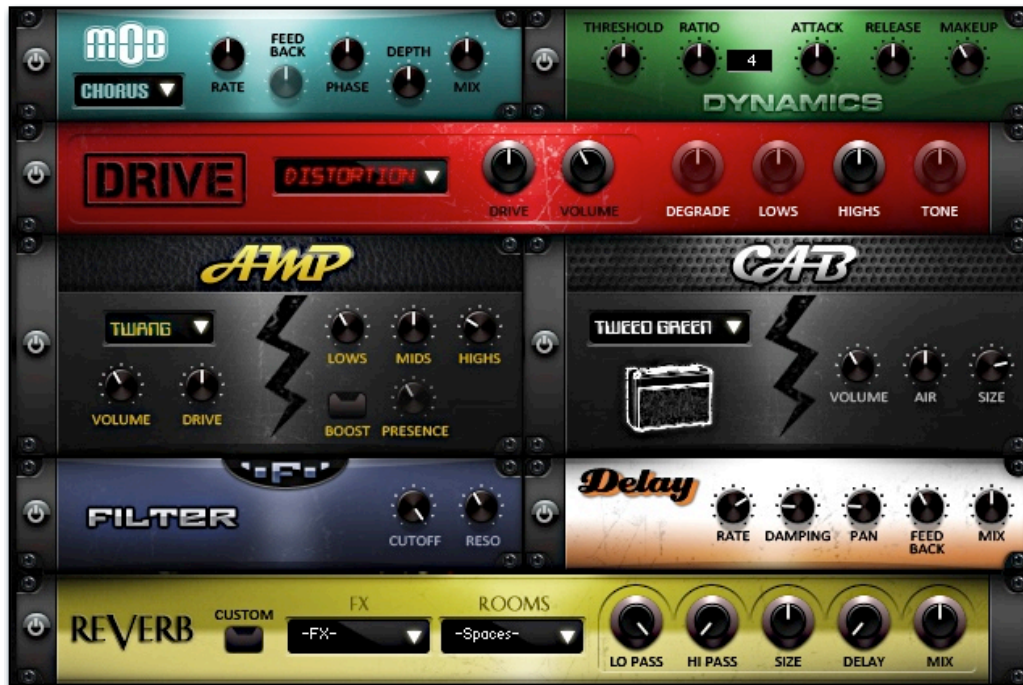 MOD
CHORUS
RATE
FEED
BACK
PHASE
DEPTH
MIX
THRESHOLD RATIO ATTACK RELEASE MAKEUP
4
DYNAMICS
DRIVE
DISTORTION
DRIVE VOLUME DEGRADE LOWS HIGHS TONE
AMP
TWANG
VOLUME DRIVE
LOWS MIDS HIGHS
BOOST PRESENCE
CAB
TWEED GREEN
VOLUME AIR SIZE
F
FILTER
CUTOFF RESO
Delay
RATE DAMPING PAN FEED
BACK
MIX
REVERB
CUSTOM
FX
-FX-
ROOMS
-Spaces-
LO PASS HI PASS SIZE DELAY MIX